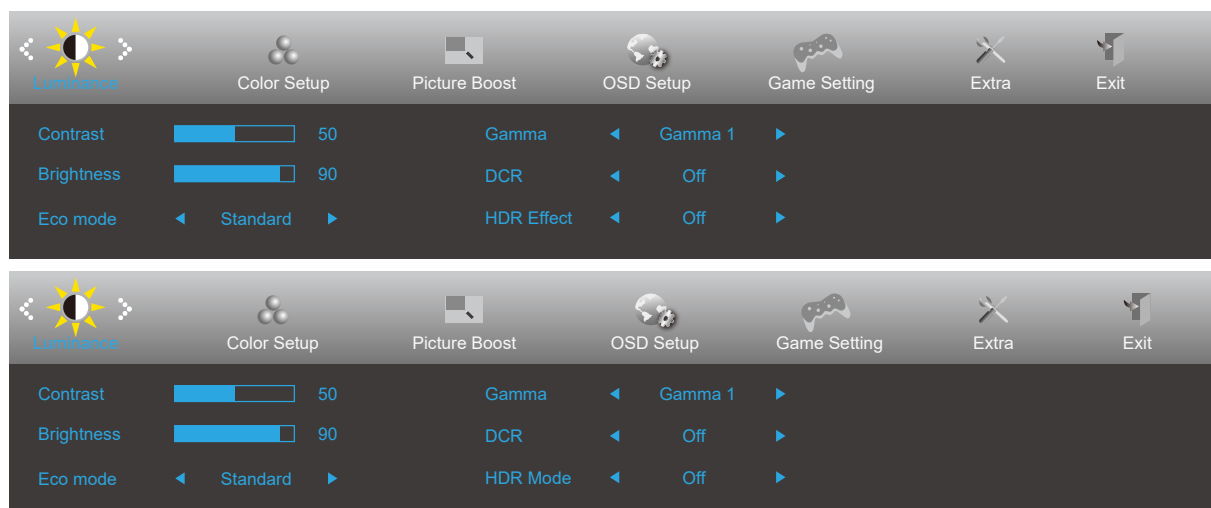 Luminance Color Setup Picture Boost OSD Setup Game Setting Extra Exit
Contrast 50 Gamma Gamma 1
Brightness 90 DCR Off
Eco mode Standard HDR Effect Off
Luminance Color Setup Picture Boost OSD Setup Game Setting Extra Exit
Contrast 50 Gamma Gamma 1
Brightness 90 DCR Off
Eco mode Standard HDR Mode Off